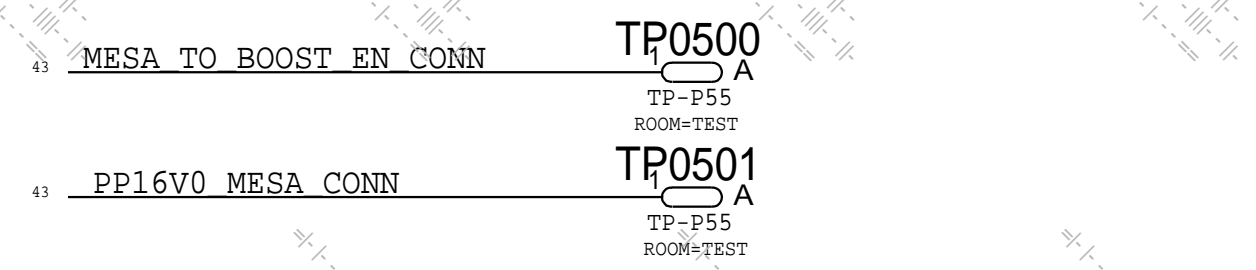 TP0500
43 MESA_TO_BOOST_EN_CONN 1 A
TP-P55
ROOM=TEST
TP0501
43 PP16V0_MESA_CONN 1 A
TP-P55
ROOM=TEST